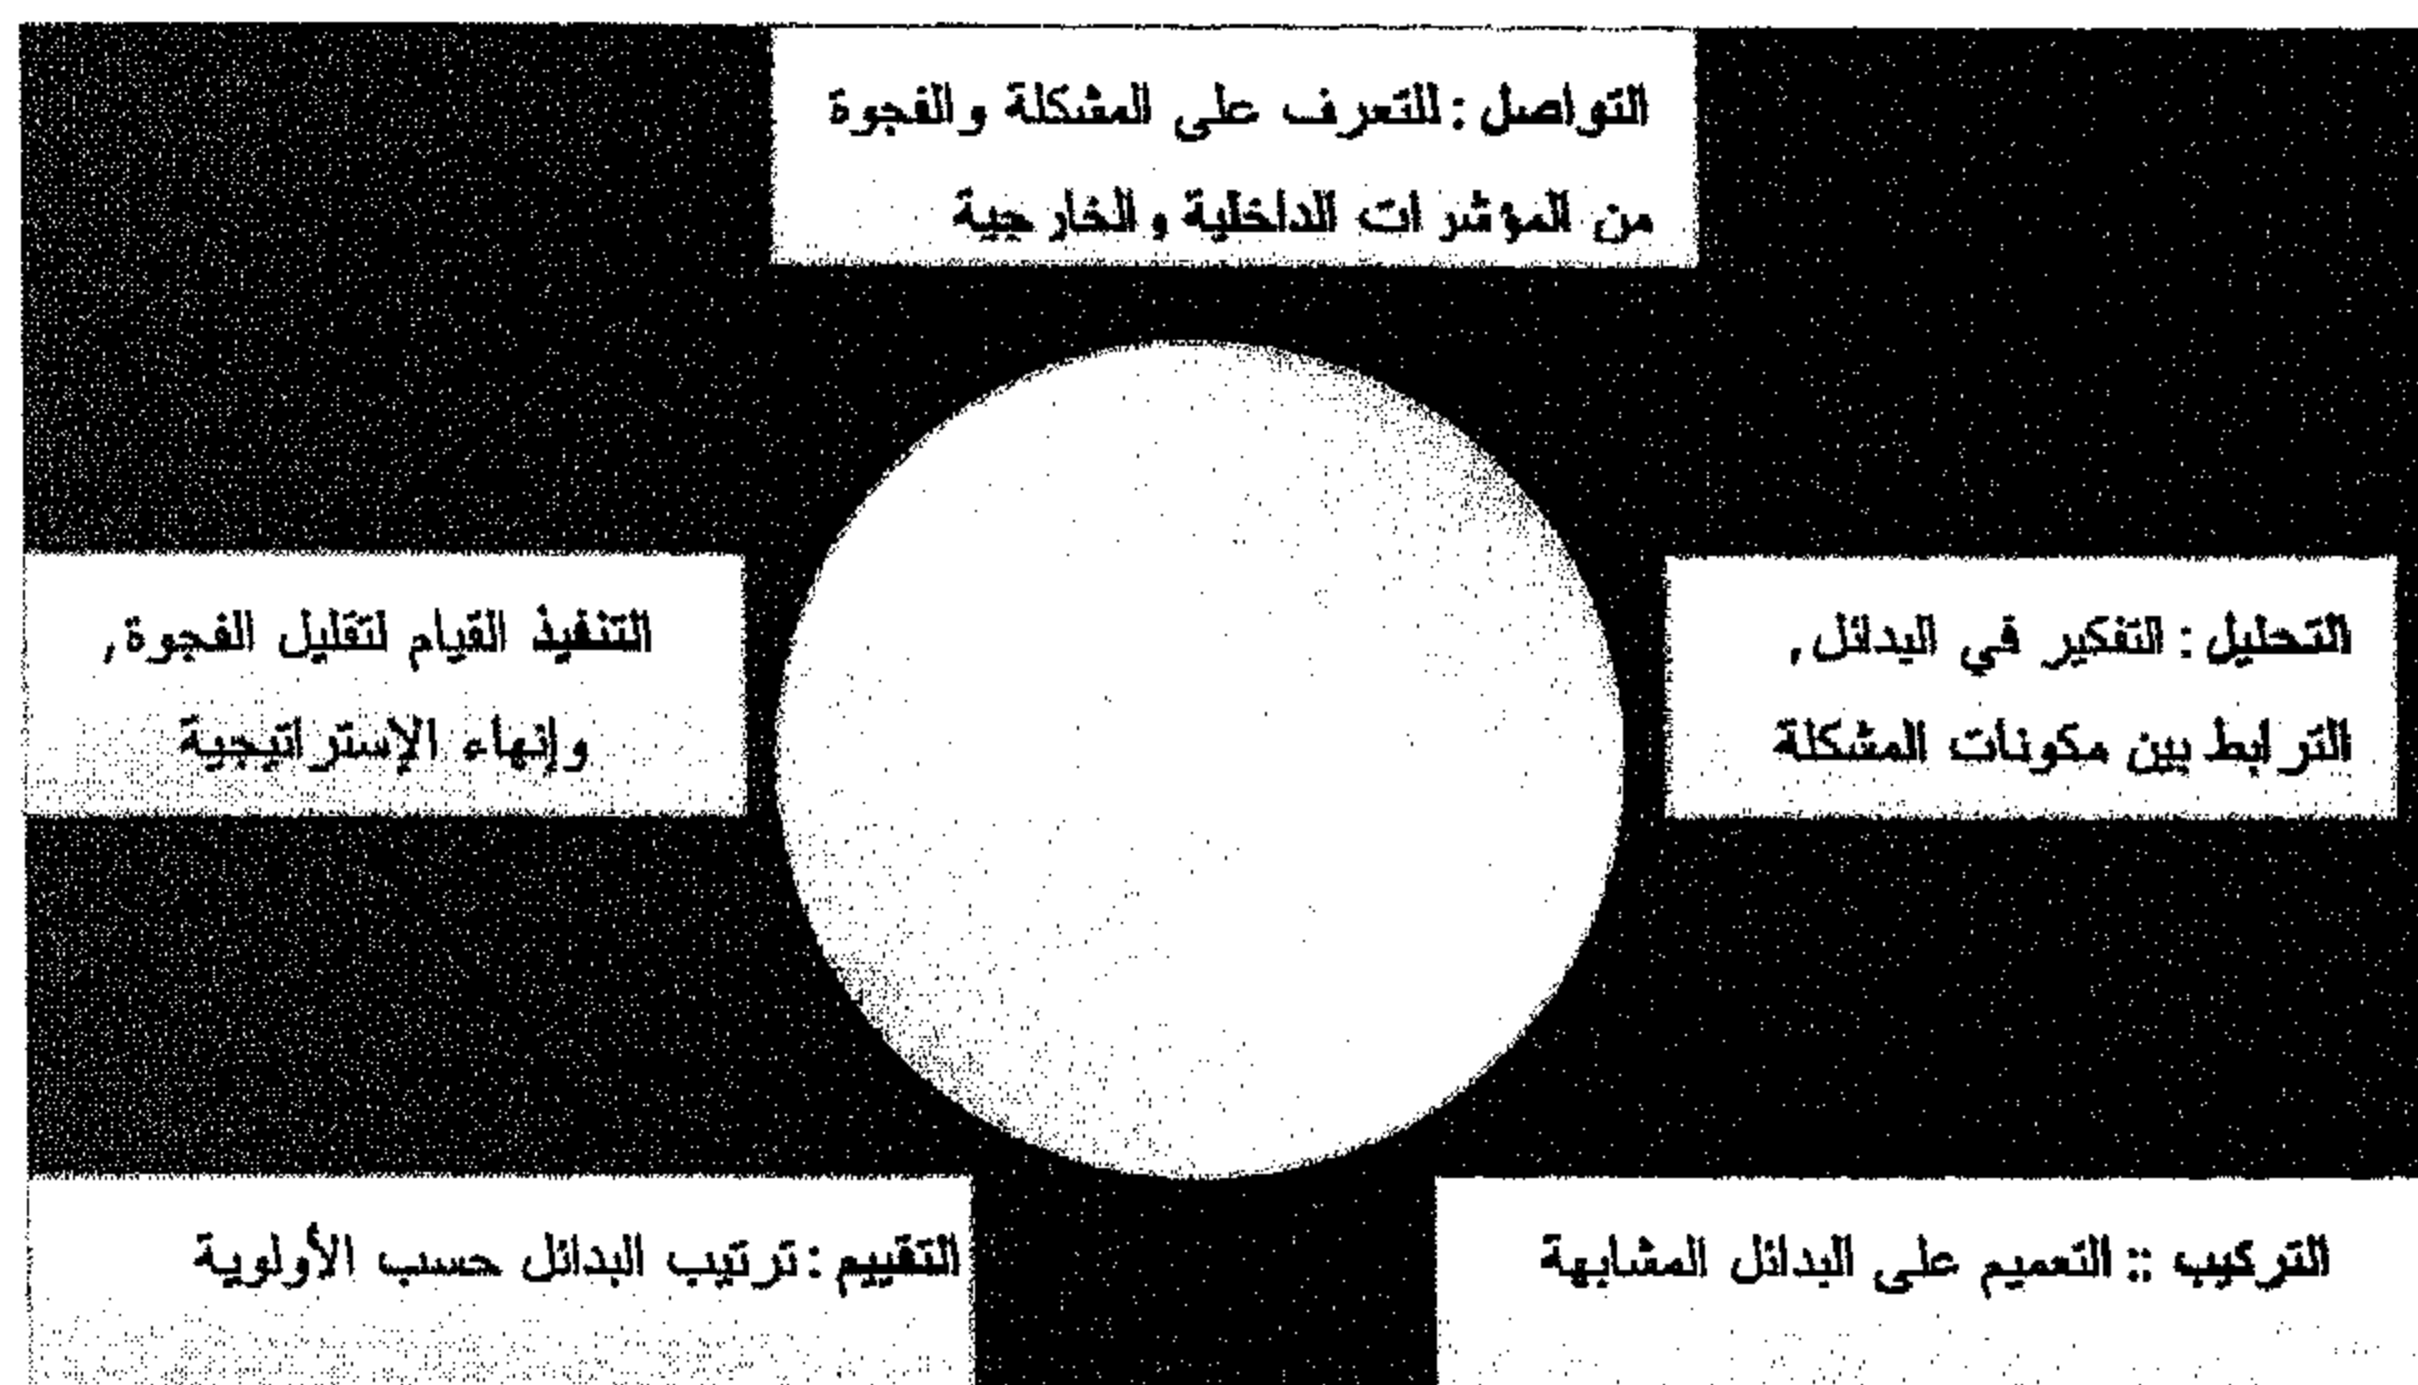 التواصل : للتعرف على المشكلة والفجوة
من المؤشرات الداخلية والخارجية
التحليل : التفكير في البدائل ,
الترابط بين مكونات المشكلة
التركيب :: التعميم على البدائل المشابهة
التقييم : ترتيب البدائل حسب الأولوية
التنفيذ القيام لتقليل الفجوة ,
وإنهاء الإستراتيجية